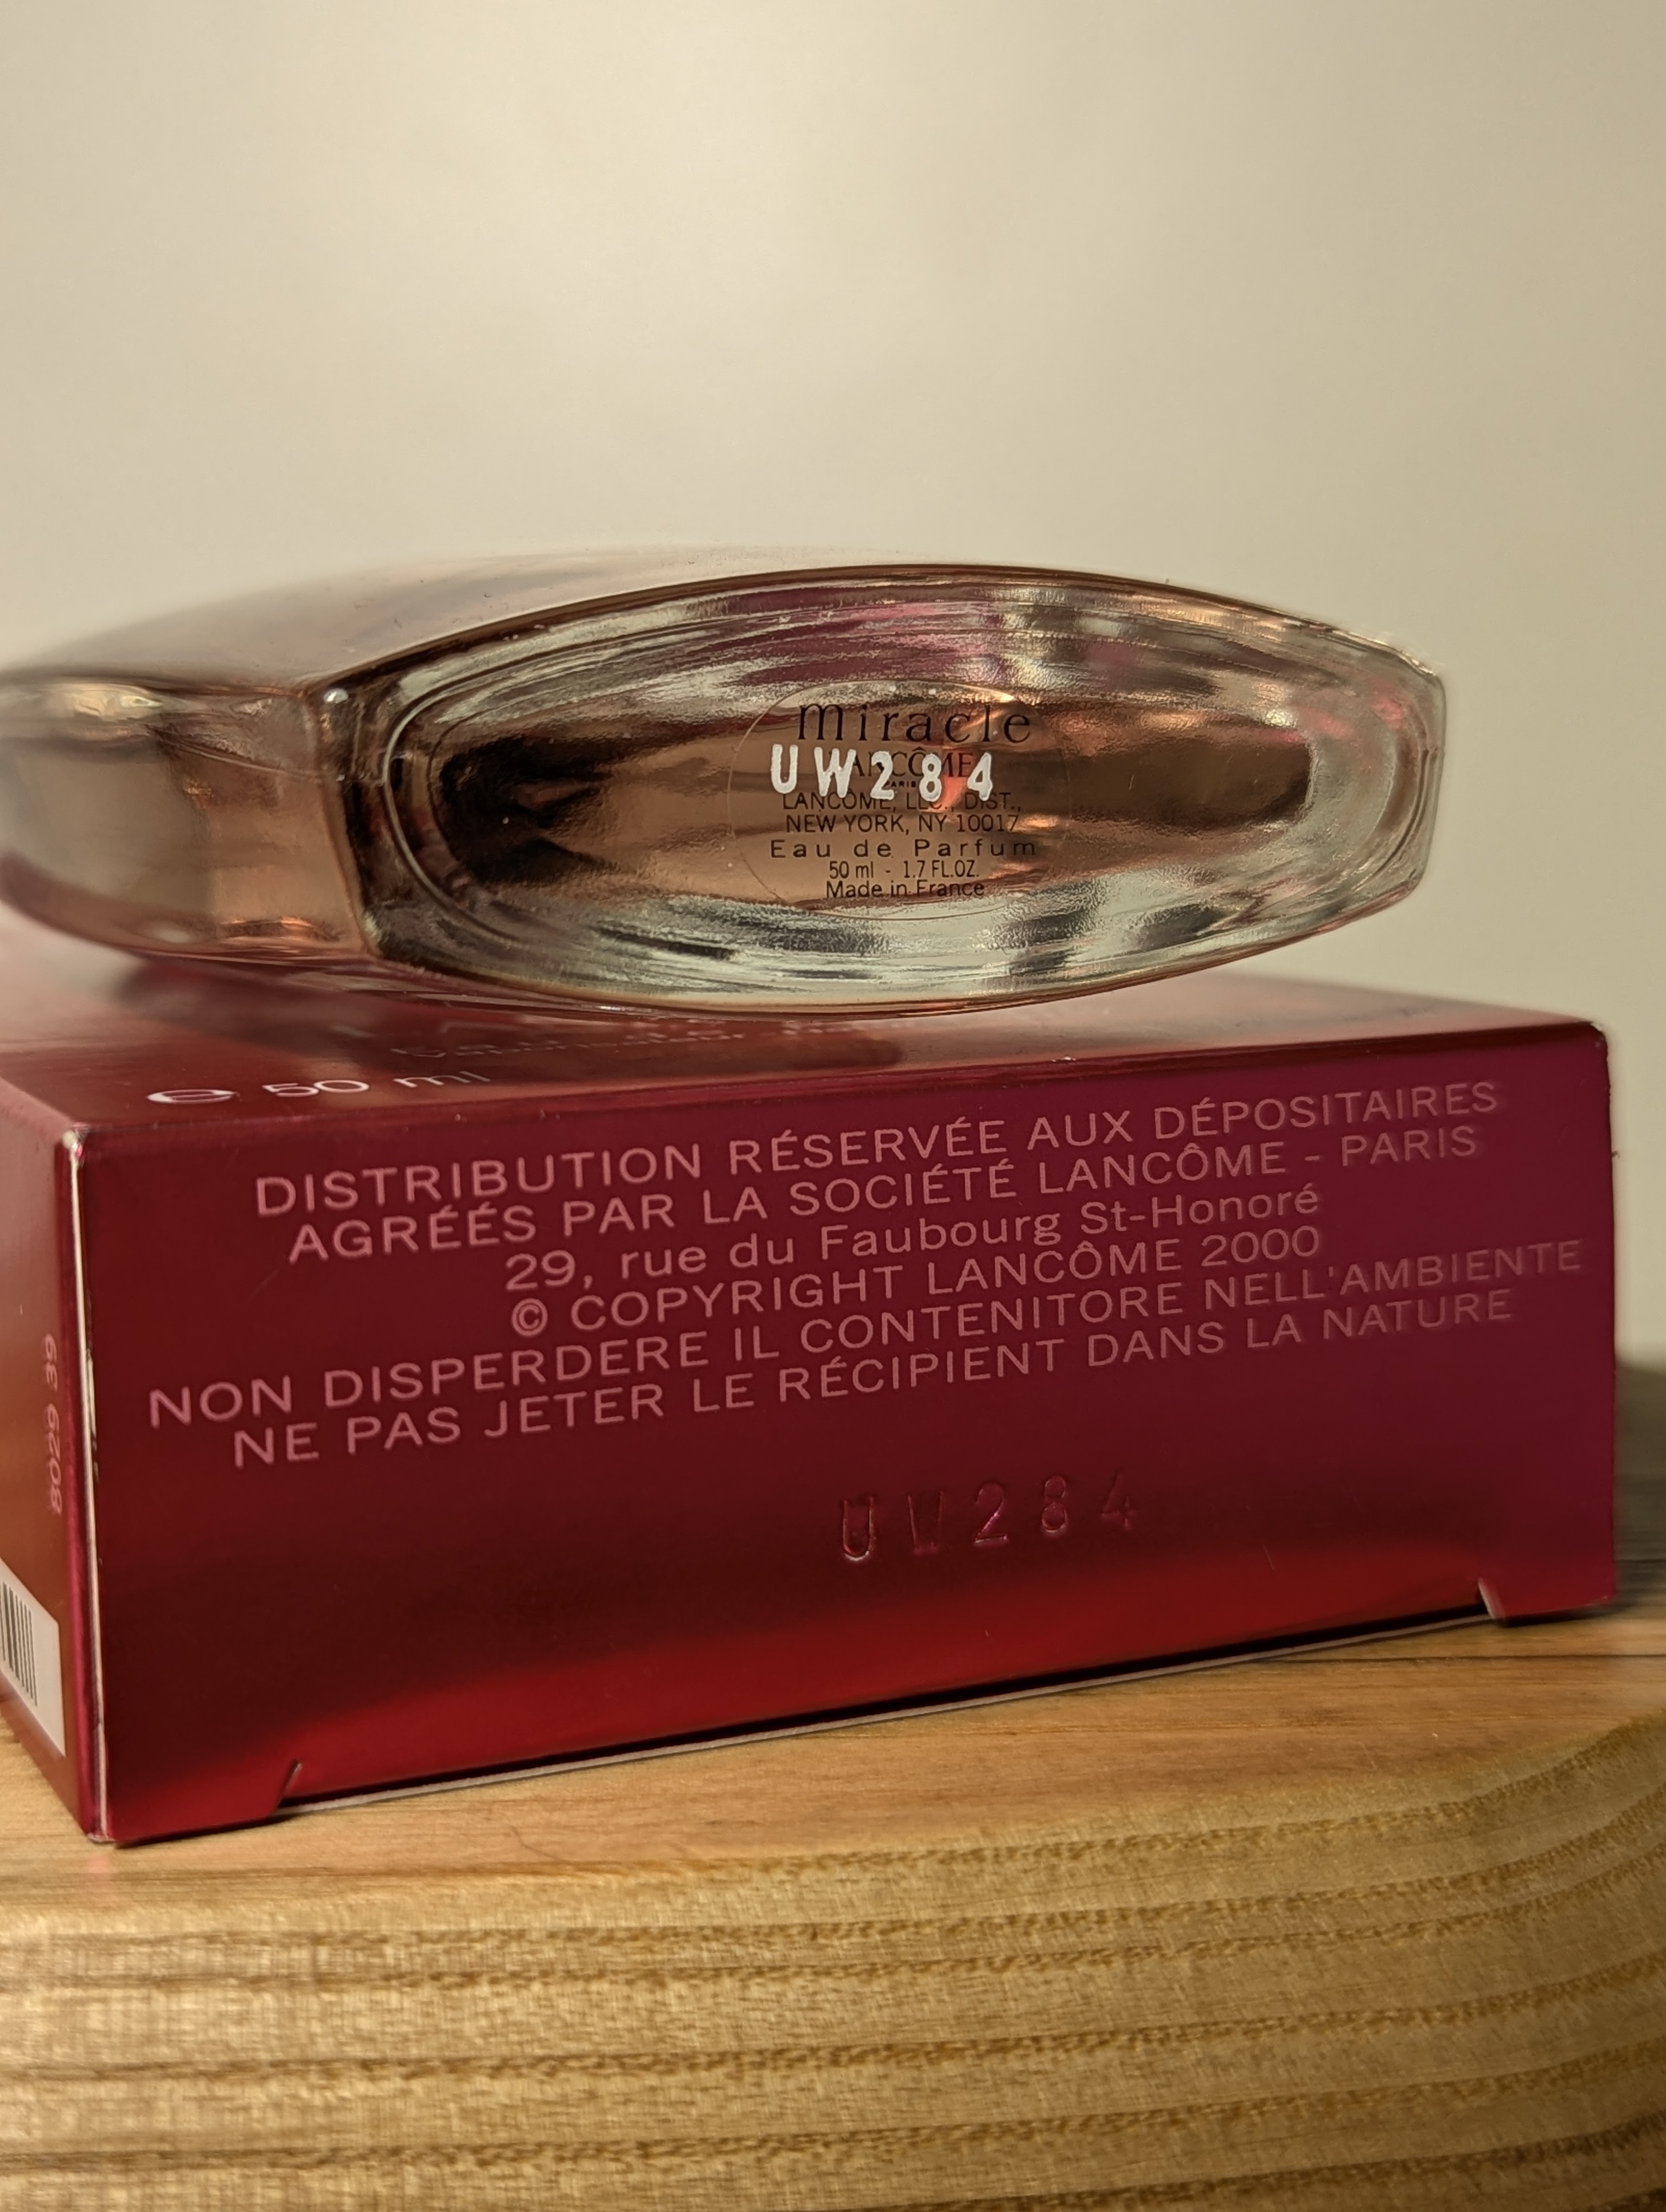 miracle
UW284
LANCÔME
PARIS
LANCOME, LLC., DIST.,
NEW YORK, NY 10017
Eau de Parfum
50 ml - 1.7 FL.OZ.
Made in France
e 50 ml
DISTRIBUTION RÉSERVÉE AUX DÉPOSITAIRES
AGRÉÉS PAR LA SOCIÉTÉ LANCÔME - PARIS
29, rue du Faubourg St-Honoré
© COPYRIGHT LANCÔME 2000
NON DISPERDERE IL CONTENITORE NELL'AMBIENTE
NE PAS JETER LE RÉCIPIENT DANS LA NATURE
UW284